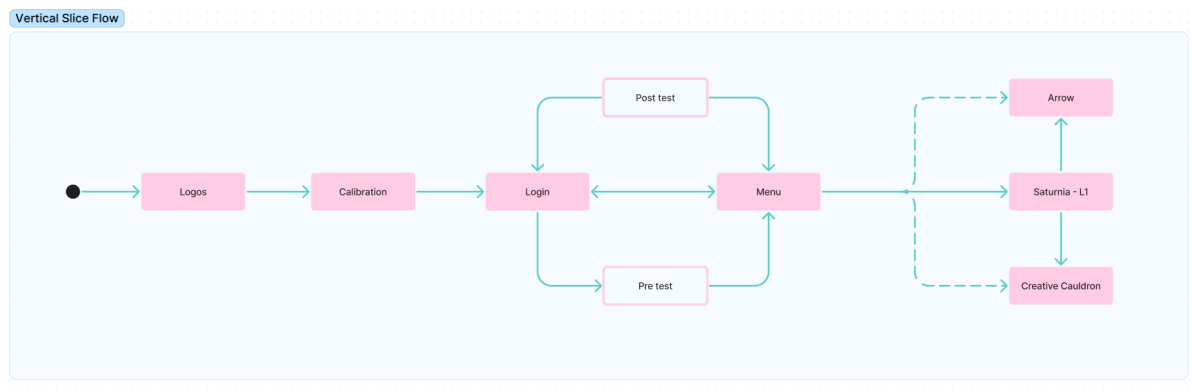 Vertical Slice Flow
Post test
Arrow
Logos
Calibration
Login
Menu
Saturnia - L1
Pre test
Creative Cauldron